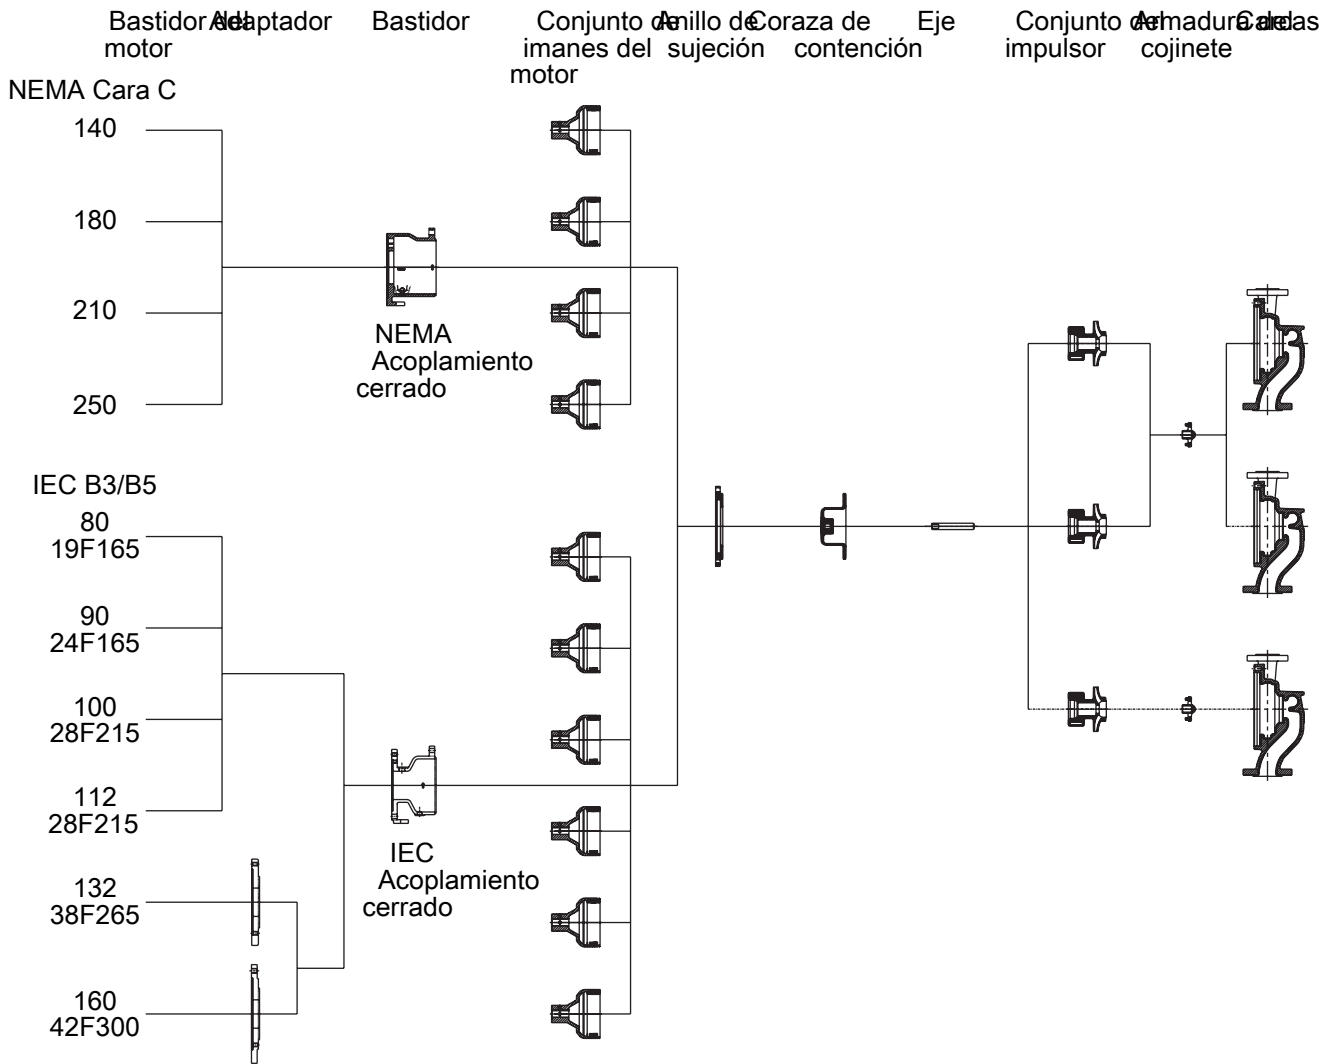 Bastidor del
motor
Adaptador
Bastidor
Conjunto de
imanes del
motor
Anillo de
sujeción
Coraza de
contención
Eje
Conjunto del
impulsor
Armadura del
cojinete
Carcas
NEMA Cara C
140
180
210
250
NEMA
Acoplamiento
cerrado
IEC B3/B5
80
19F165
90
24F165
100
28F215
112
28F215
132
38F265
160
42F300
IEC
Acoplamiento
cerrado